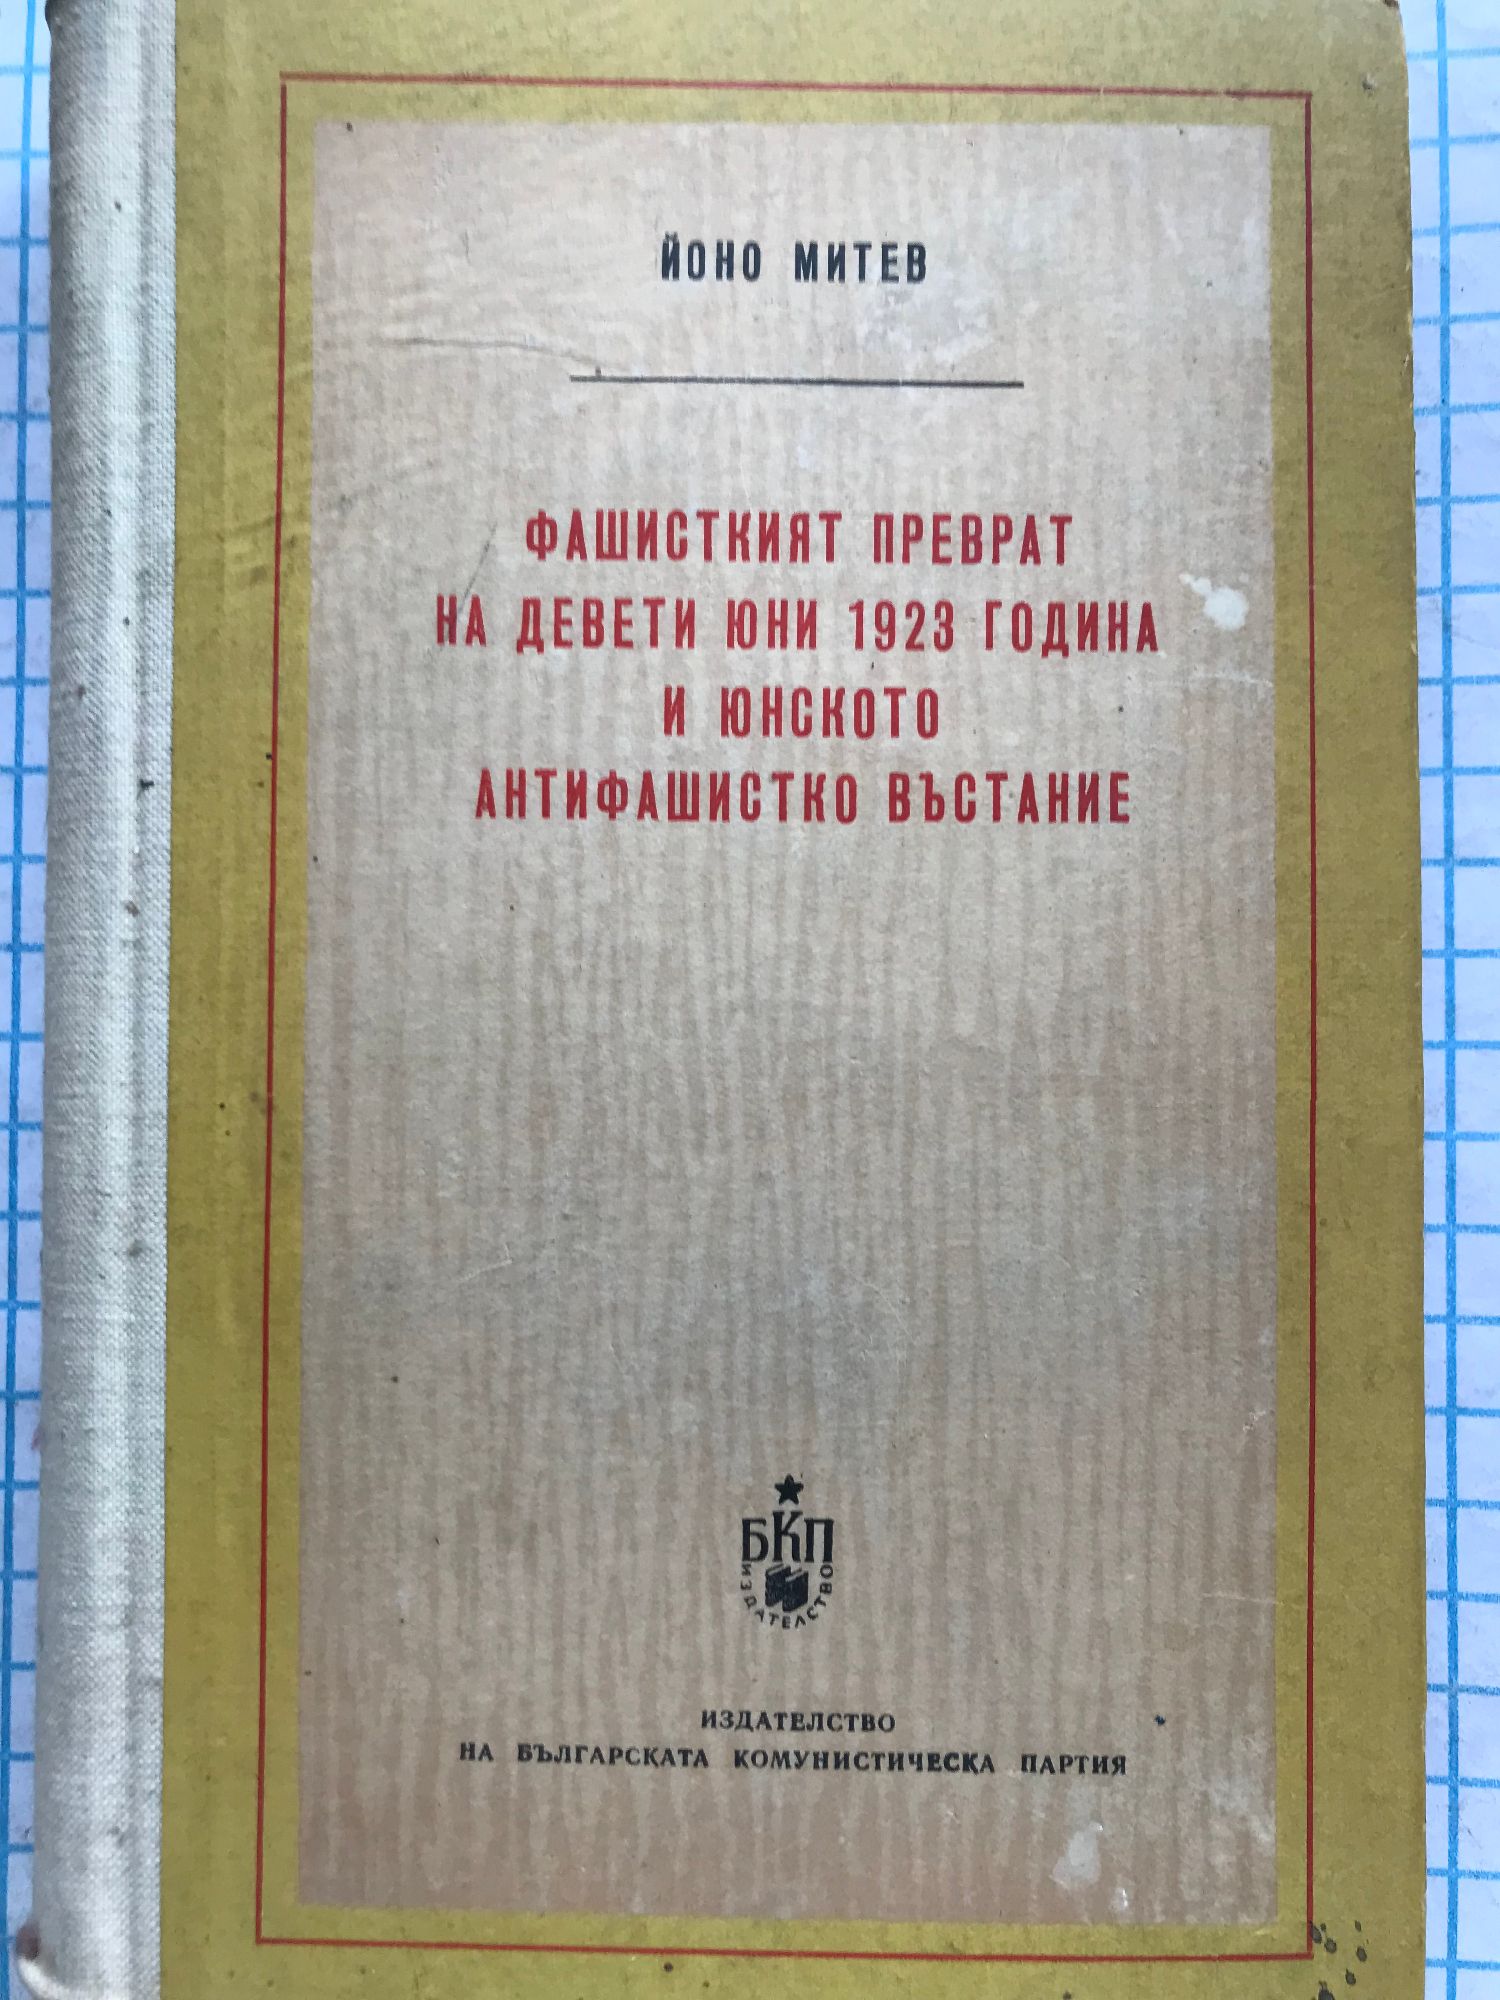 ЙОНО МИТЕВ
ФАШИСТКИЯТ ПРЕВРАТ
НА ДЕВЕТИ ЮНИ 1923 ГОДИНА
И ЮНСКОТО
АНТИФАШИСТКО ВЪСТАНИЕ
БКП
ИЗДАТЕЛСТВО
ИЗДАТЕЛСТВО
НА БЪЛГАРСКАТА КОМУНИСТИЧЕСКА ПАРТИЯ